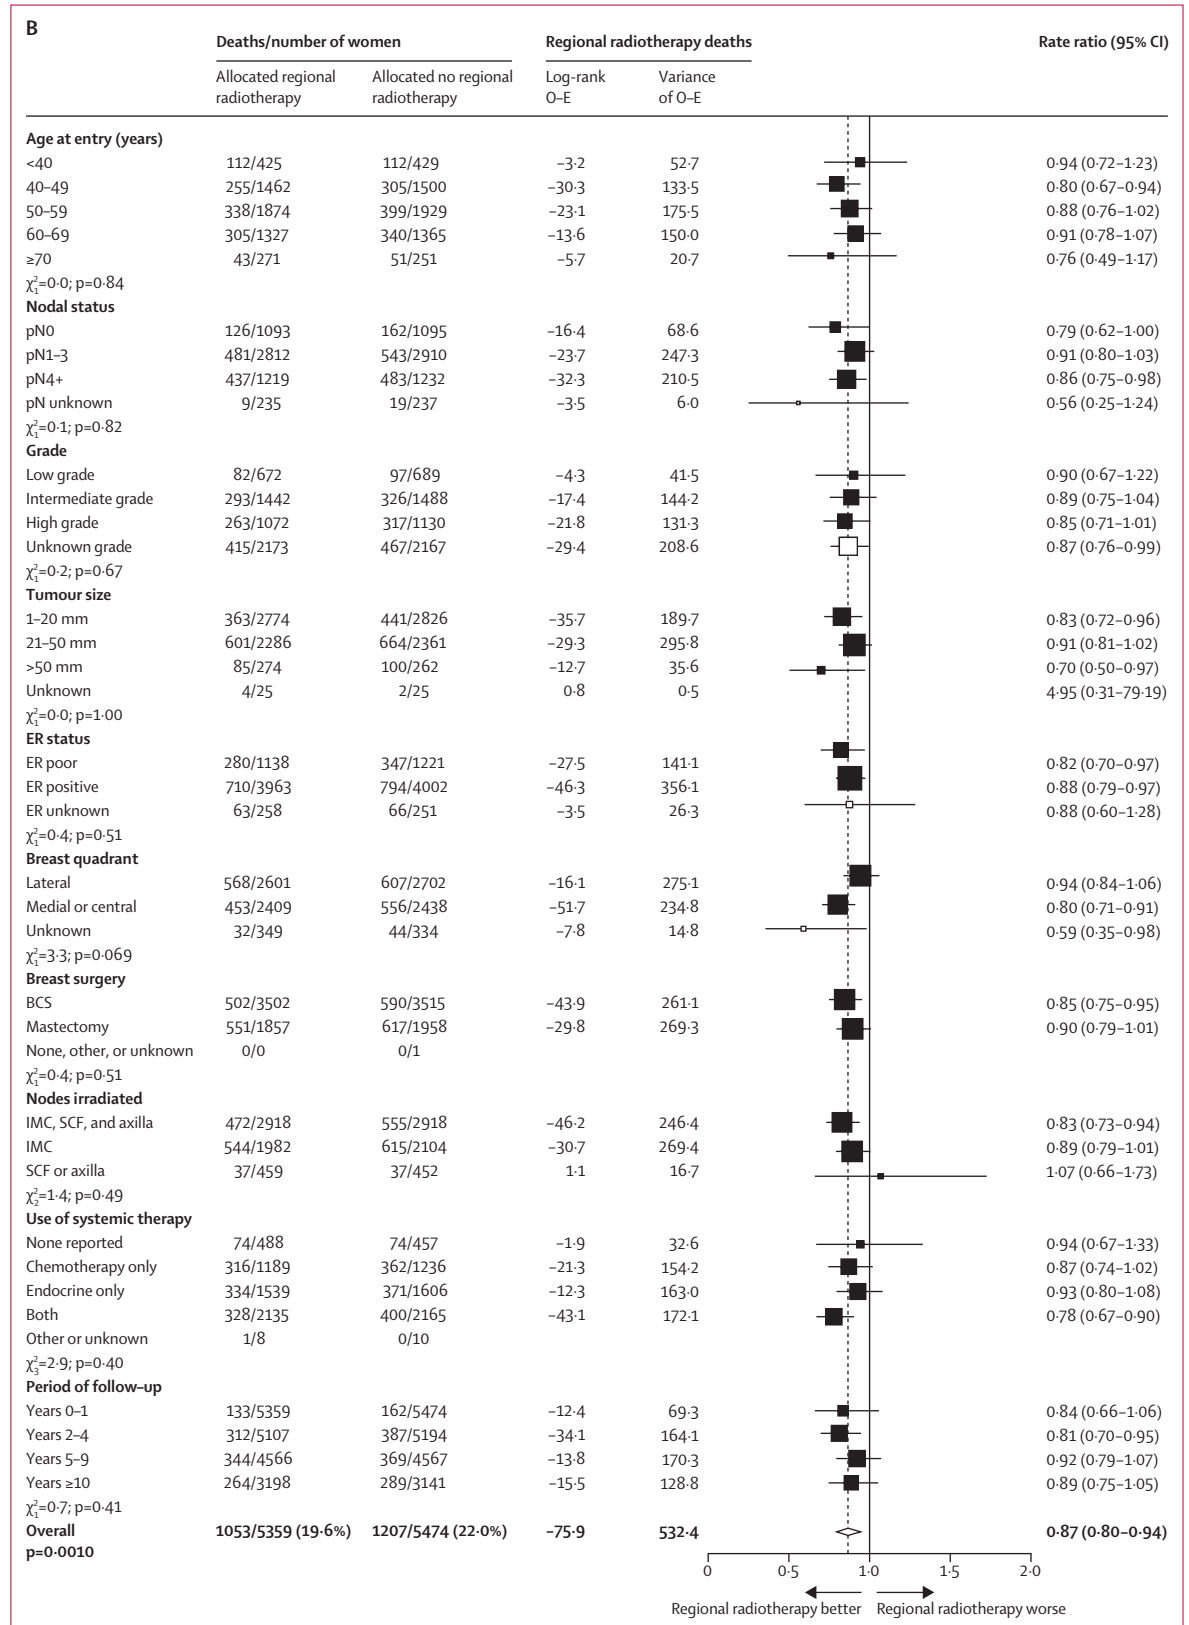 B
Deaths/number of women Regional radiotherapy deaths Rate ratio (95% CI)
Allocated regional radiotherapy Allocated no regional radiotherapy Log-rank O–E Variance of O–E
Age at entry (years)
<40 112/425 112/429 –3·2 52·7 0·94 (0·72–1·23)
40–49 255/1462 305/1500 –30·3 133·5 0·80 (0·67–0·94)
50–59 338/1874 399/1929 –23·1 175·5 0·88 (0·76–1·02)
60–69 305/1327 340/1365 –13·6 150·0 0·91 (0·78–1·07)
≥70 43/271 51/251 –5·7 20·7 0·76 (0·49–1·17)
χ²₁=0·0; p=0·84
Nodal status
pN0 126/1093 162/1095 –16·4 68·6 0·79 (0·62–1·00)
pN1–3 481/2812 543/2910 –23·7 247·3 0·91 (0·80–1·03)
pN4+ 437/1219 483/1232 –32·3 210·5 0·86 (0·75–0·98)
pN unknown 9/235 19/237 –3·5 6·0 0·56 (0·25–1·24)
χ²₁=0·1; p=0·82
Grade
Low grade 82/672 97/689 –4·3 41·5 0·90 (0·67–1·22)
Intermediate grade 293/1442 326/1488 –17·4 144·2 0·89 (0·75–1·04)
High grade 263/1072 317/1130 –21·8 131·3 0·85 (0·71–1·01)
Unknown grade 415/2173 467/2167 –29·4 208·6 0·87 (0·76–0·99)
χ²₁=0·2; p=0·67
Tumour size
1–20 mm 363/2774 441/2826 –35·7 189·7 0·83 (0·72–0·96)
21–50 mm 601/2286 664/2361 –29·3 295·8 0·91 (0·81–1·02)
>50 mm 85/274 100/262 –12·7 35·6 0·70 (0·50–0·97)
Unknown 4/25 2/25 0·8 0·5 4·95 (0·31–79·19)
χ²₁=0·0; p=1·00
ER status
ER poor 280/1138 347/1221 –27·5 141·1 0·82 (0·70–0·97)
ER positive 710/3963 794/4002 –46·3 356·1 0·88 (0·79–0·97)
ER unknown 63/258 66/251 –3·5 26·3 0·88 (0·60–1·28)
χ²₁=0·4; p=0·51
Breast quadrant
Lateral 568/2601 607/2702 –16·1 275·1 0·94 (0·84–1·06)
Medial or central 453/2409 556/2438 –51·7 234·8 0·80 (0·71–0·91)
Unknown 32/349 44/334 –7·8 14·8 0·59 (0·35–0·98)
χ²₁=3·3; p=0·069
Breast surgery
BCS 502/3502 590/3515 –43·9 261·1 0·85 (0·75–0·95)
Mastectomy 551/1857 617/1958 –29·8 269·3 0·90 (0·79–1·01)
None, other, or unknown 0/0 0/1
χ²₁=0·4; p=0·51
Nodes irradiated
IMC, SCF, and axilla 472/2918 555/2918 –46·2 246·4 0·83 (0·73–0·94)
IMC 544/1982 615/2104 –30·7 269·4 0·89 (0·79–1·01)
SCF or axilla 37/459 37/452 1·1 16·7 1·07 (0·66–1·73)
χ²₂=1·4; p=0·49
Use of systemic therapy
None reported 74/488 74/457 –1·9 32·6 0·94 (0·67–1·33)
Chemotherapy only 316/1189 362/1236 –21·3 154·2 0·87 (0·74–1·02)
Endocrine only 334/1539 371/1606 –12·3 163·0 0·93 (0·80–1·08)
Both 328/2135 400/2165 –43·1 172·1 0·78 (0·67–0·90)
Other or unknown 1/8 0/10
χ²₃=2·9; p=0·40
Period of follow-up
Years 0–1 133/5359 162/5474 –12·4 69·3 0·84 (0·66–1·06)
Years 2–4 312/5107 387/5194 –34·1 164·1 0·81 (0·70–0·95)
Years 5–9 344/4566 369/4567 –13·8 170·3 0·92 (0·79–1·07)
Years ≥10 264/3198 289/3141 –15·5 128·8 0·89 (0·75–1·05)
χ²₁=0·7; p=0·41
Overall 1053/5359 (19·6%) 1207/5474 (22·0%) –75·9 532·4 0·87 (0·80–0·94)
p=0·0010
0 0·5 1·0 1·5 2·0
Regional radiotherapy better Regional radiotherapy worse